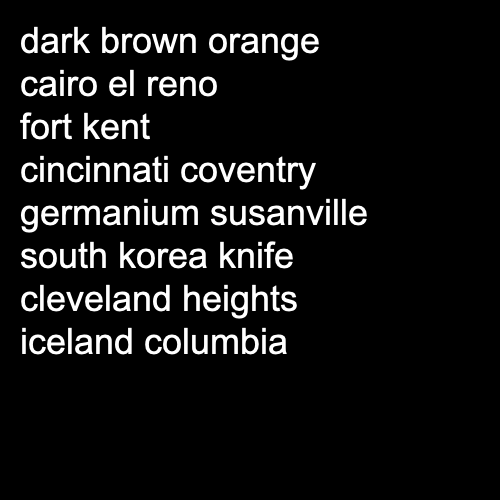 dark brown orange
cairo el reno
fort kent
cincinnati coventry
germanium susanville
south korea knife
cleveland heights
iceland columbia